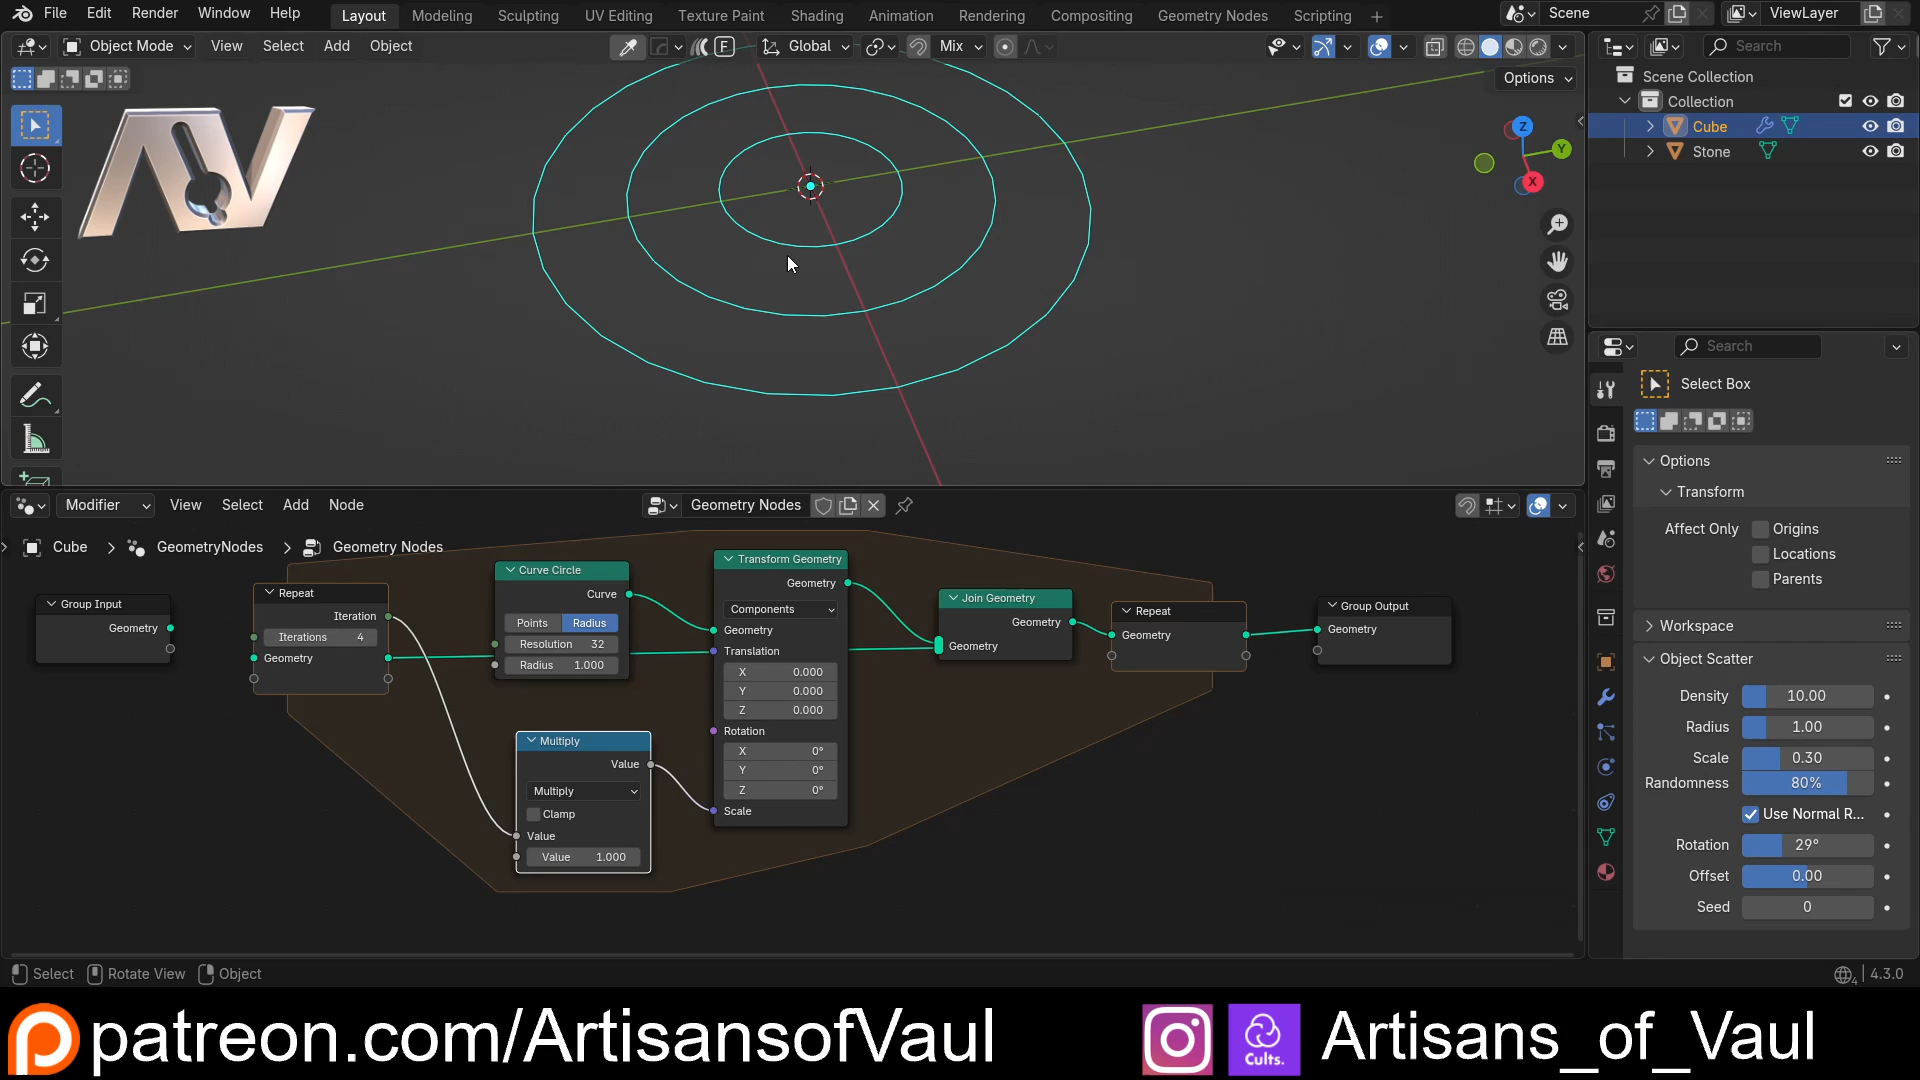 File Edit Render Window Help Layout Modeling Sculpting UV Editing Texture Paint Shading Animation Rendering Compositing Geometry Nodes Scripting + Scene ViewLayer
Object Mode View Select Add Object F Global Mix Search
Options
Z Y X
Scene Collection
Collection
Cube
Stone
Search
Select Box
Options
Transform
Affect Only Origins
Locations
Parents
Workspace
Object Scatter
Density 10.00
Radius 1.00
Scale 0.30
Randomness 80%
Use Normal R...
Rotation 29°
Offset 0.00
Seed 0
Modifier View Select Add Node Geometry Nodes
Cube > GeometryNodes > Geometry Nodes
Group Input
Geometry
Repeat
Iteration
Iterations 4
Geometry
Curve Circle
Curve
Points Radius
Resolution 32
Radius 1.000
Multiply
Value
Multiply
Clamp
Value
Value 1.000
Transform Geometry
Geometry
Components
Geometry
Translation
X 0.000
Y 0.000
Z 0.000
Rotation
X 0°
Y 0°
Z 0°
Scale
Join Geometry
Geometry
Geometry
Repeat
Geometry
Group Output
Geometry
Select Rotate View Object 4.3.0
patreon.com/ArtisansofVaul Cults. Artisans_of_Vaul